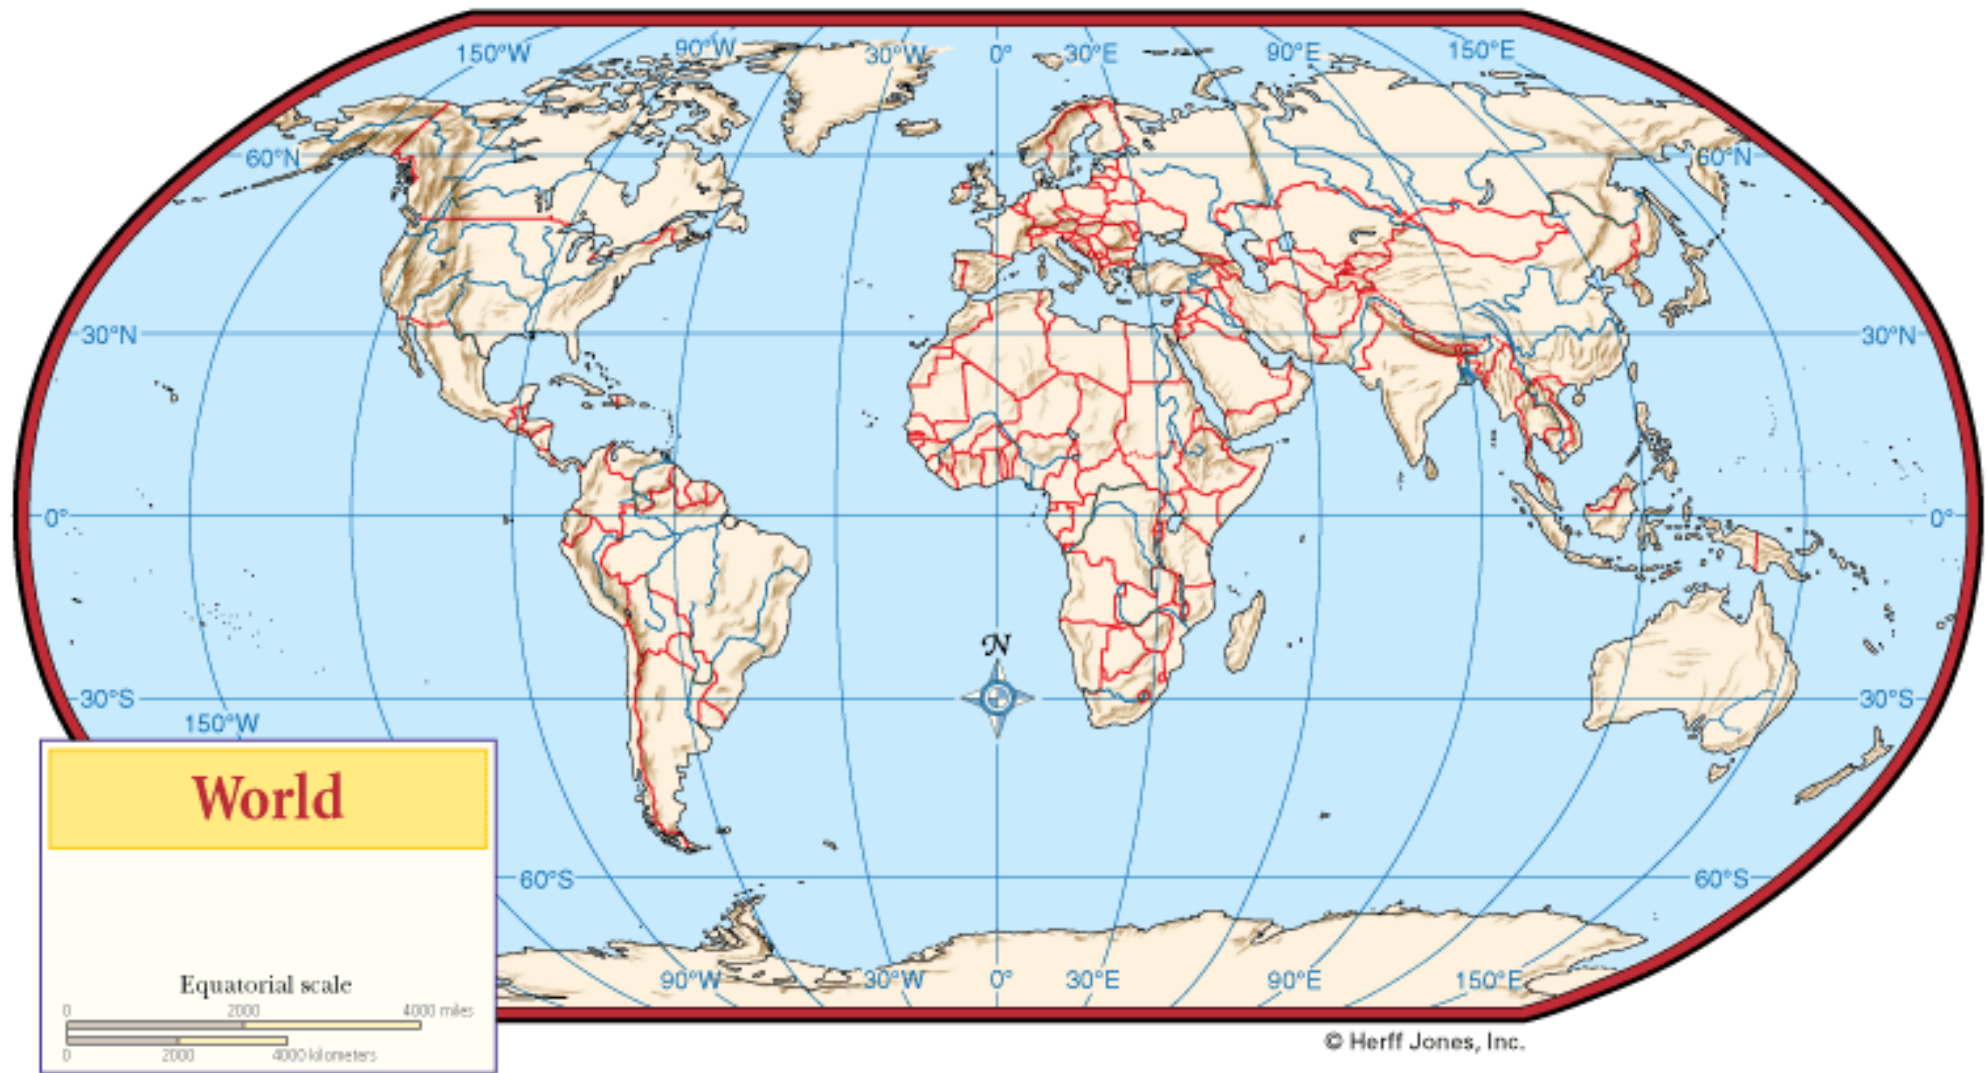 150°W 90°W 30°W 0° 30°E 90°E 150°E
60°N 60°N
30°N 30°N
0° 0°
N
30°S 30°S
150°W
World
60°S 60°S
90°W 30°W 0° 30°E 90°E 150°E
Equatorial scale
0 2000 4000 miles
0 2000 4000 kilometers
© Herff Jones, Inc.